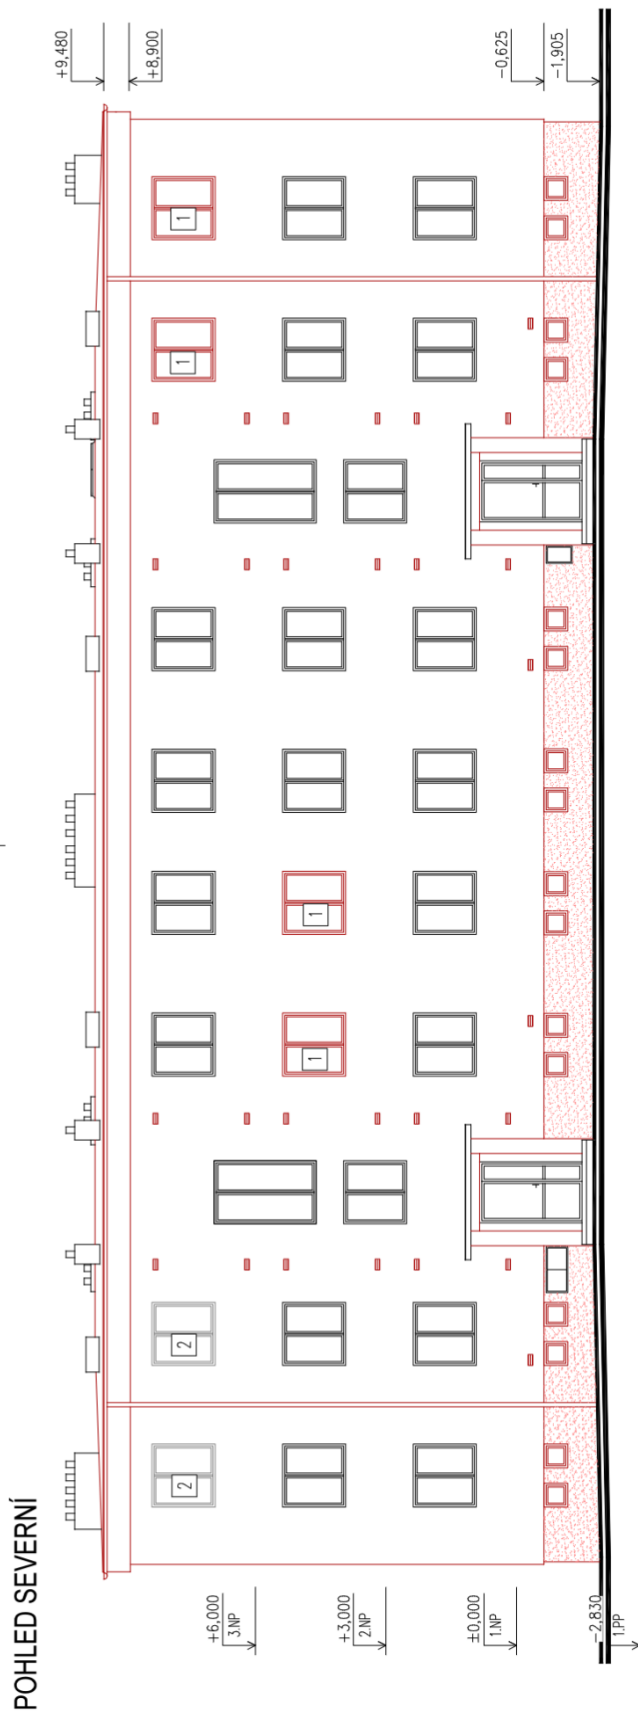 POHLED SEVERNÍ
+9,480
+8,900
-0,625
-1,905
1
1
1
1
2
2
+6,000
3.NP
+3,000
2.NP
±0,000
1.NP
-2,830
1.PP